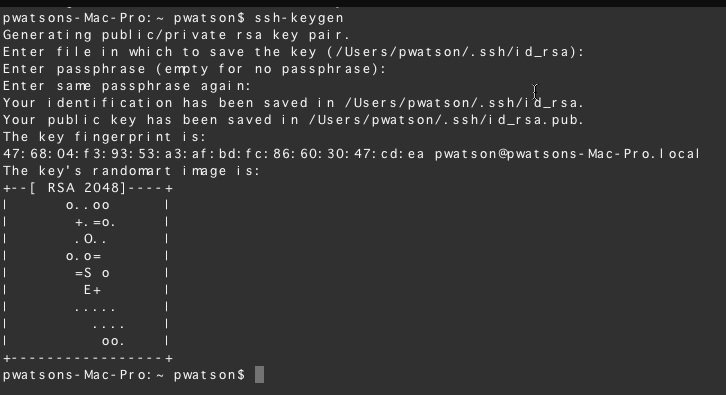 pwatsons-Mac-Pro:~ pwatson$ ssh-keygen
Generating public/private rsa key pair.
Enter file in which to save the key (/Users/pwatson/.ssh/id_rsa):
Enter passphrase (empty for no passphrase):
Enter same passphrase again:
Your identification has been saved in /Users/pwatson/.ssh/id_rsa.
Your public key has been saved in /Users/pwatson/.ssh/id_rsa.pub.
The key fingerprint is:
47:68:04:f3:93:53:a3:af:bd:fc:86:60:30:47:cd:ea pwatson@pwatsons-Mac-Pro.local
The key's randomart image is:
+--[ RSA 2048]----+
|       o..oo     |
|        +.=o.    |
|        .O..     |
|       o.o=      |
|        =S o     |
|         E+      |
|        .....    |
|          ....   |
|           oo.   |
+-----------------+
pwatsons-Mac-Pro:~ pwatson$